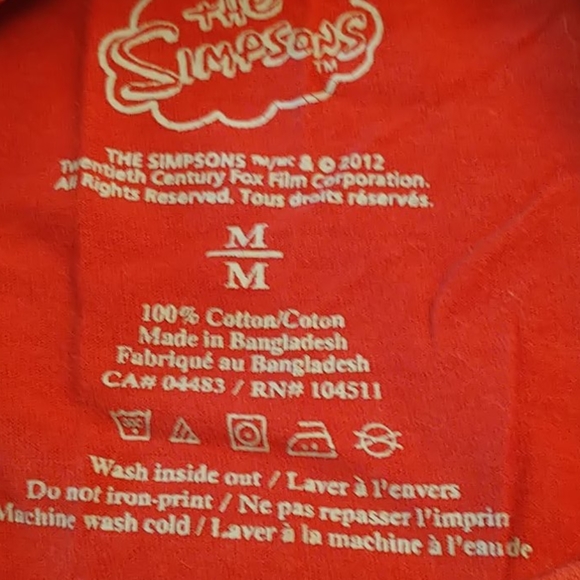 THE
SIMPSONS
TM
THE SIMPSONS TM/MC & © 2012
Twentieth Century Fox Film Corporation.
All Rights Reserved. Tous droits réservés.
M
M
100% Cotton/Coton
Made in Bangladesh
Fabriqué au Bangladesh
CA# 04483 / RN# 104511
Wash inside out / Laver à l'envers
Do not iron-print / Ne pas repasser l'imprin
Machine wash cold / Laver à la machine à l'eau de